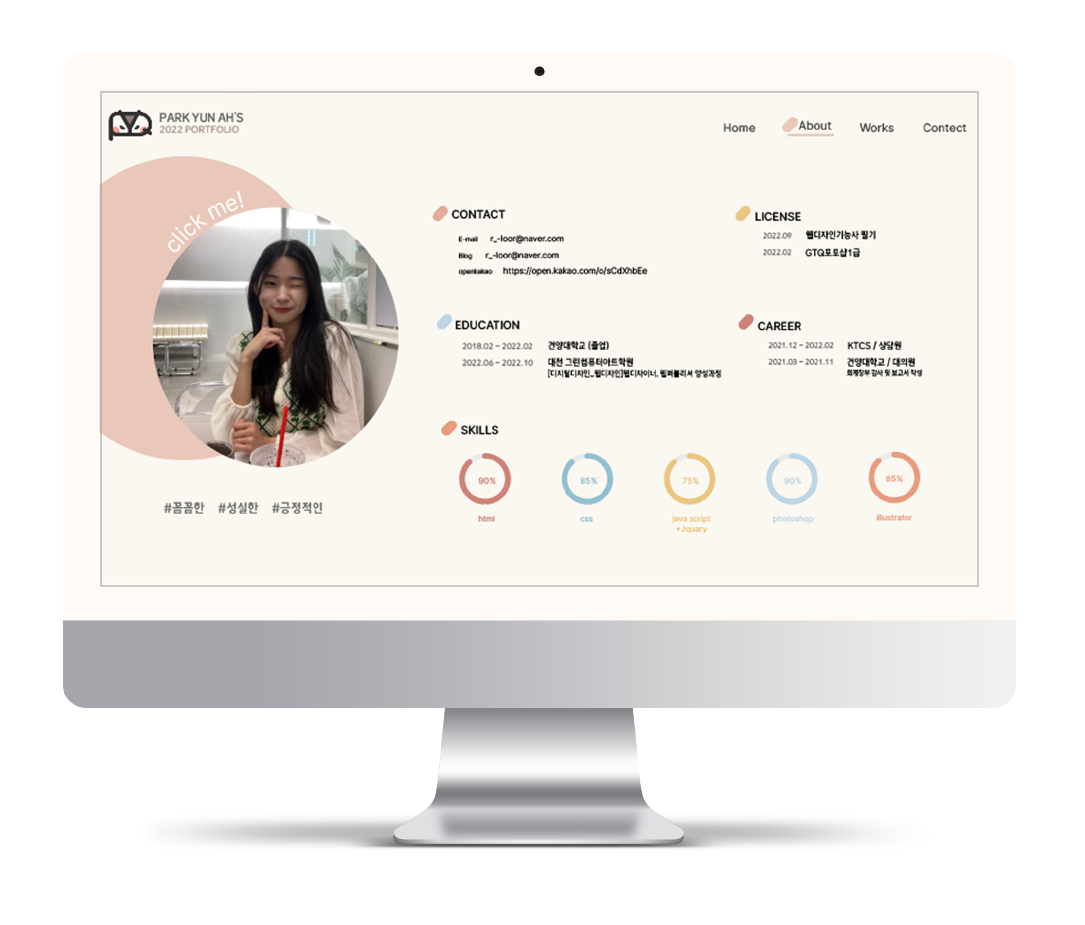 PARK YUN AH'S
2022 PORTFOLIO
Home
About
Works
Contect
click me!
#꼼꼼한 #성실한 #긍정적인
CONTACT
E-mail r_-loor@naver.com
Blog r_-loor@naver.com
openkakao https://open.kakao.com/o/sCdXhbEe
LICENSE
2022.09 웹디자인기능사 필기
2022.02 GTQ포토샵1급
EDUCATION
2018.02 - 2022.02 건양대학교 (졸업)
2022.06 - 2022.10 대전 그린컴퓨터아트학원
[디지털디자인_웹디자인]웹디자이너, 웹퍼블리셔 양성과정
CAREER
2021.12 - 2022.02 KTCS / 상담원
2021.03 - 2021.11 건양대학교 / 대의원
회계장부 감사 및 보고서 작성
SKILLS
90%
html
85%
css
75%
java script
+Jquary
90%
photoshop
85%
illustrator